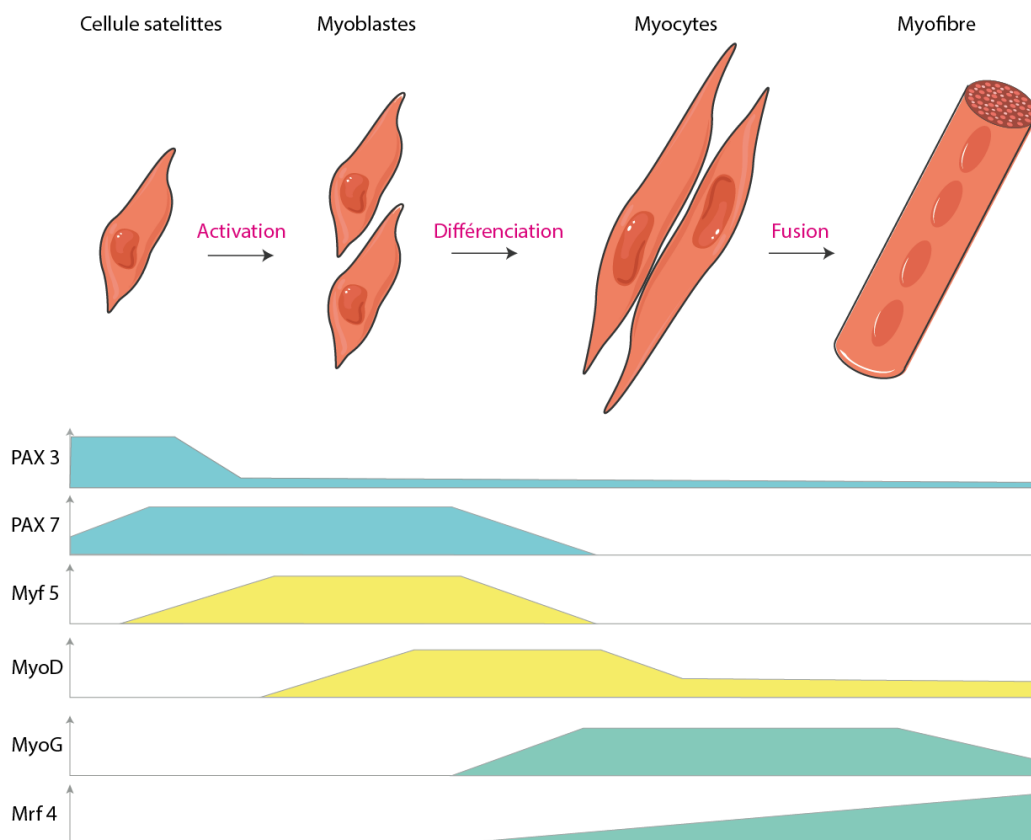 Cellule satelittes
Myoblastes
Myocytes
Myofibre
Activation
Différenciation
Fusion
PAX 3
PAX 7
Myf 5
MyoD
MyoG
Mrf 4